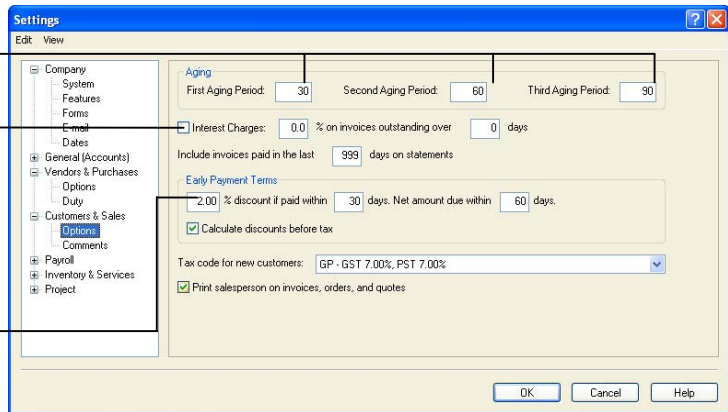 Settings
Edit View
Company
System
Features
Forms
E-mail
Dates
General (Accounts)
Vendors & Purchases
Options
Duty
Customers & Sales
Options
Comments
Payroll
Inventory & Services
Project
Aging
First Aging Period: 30 Second Aging Period: 60 Third Aging Period: 90
Interest Charges: 0.0 % on invoices outstanding over 0 days
Include invoices paid in the last 999 days on statements
Early Payment Terms
2.00 % discount if paid within 30 days. Net amount due within 60 days.
Calculate discounts before tax
Tax code for new customers: GP - GST 7.00%, PST 7.00%
Print salesperson on invoices, orders, and quotes
OK Cancel Help